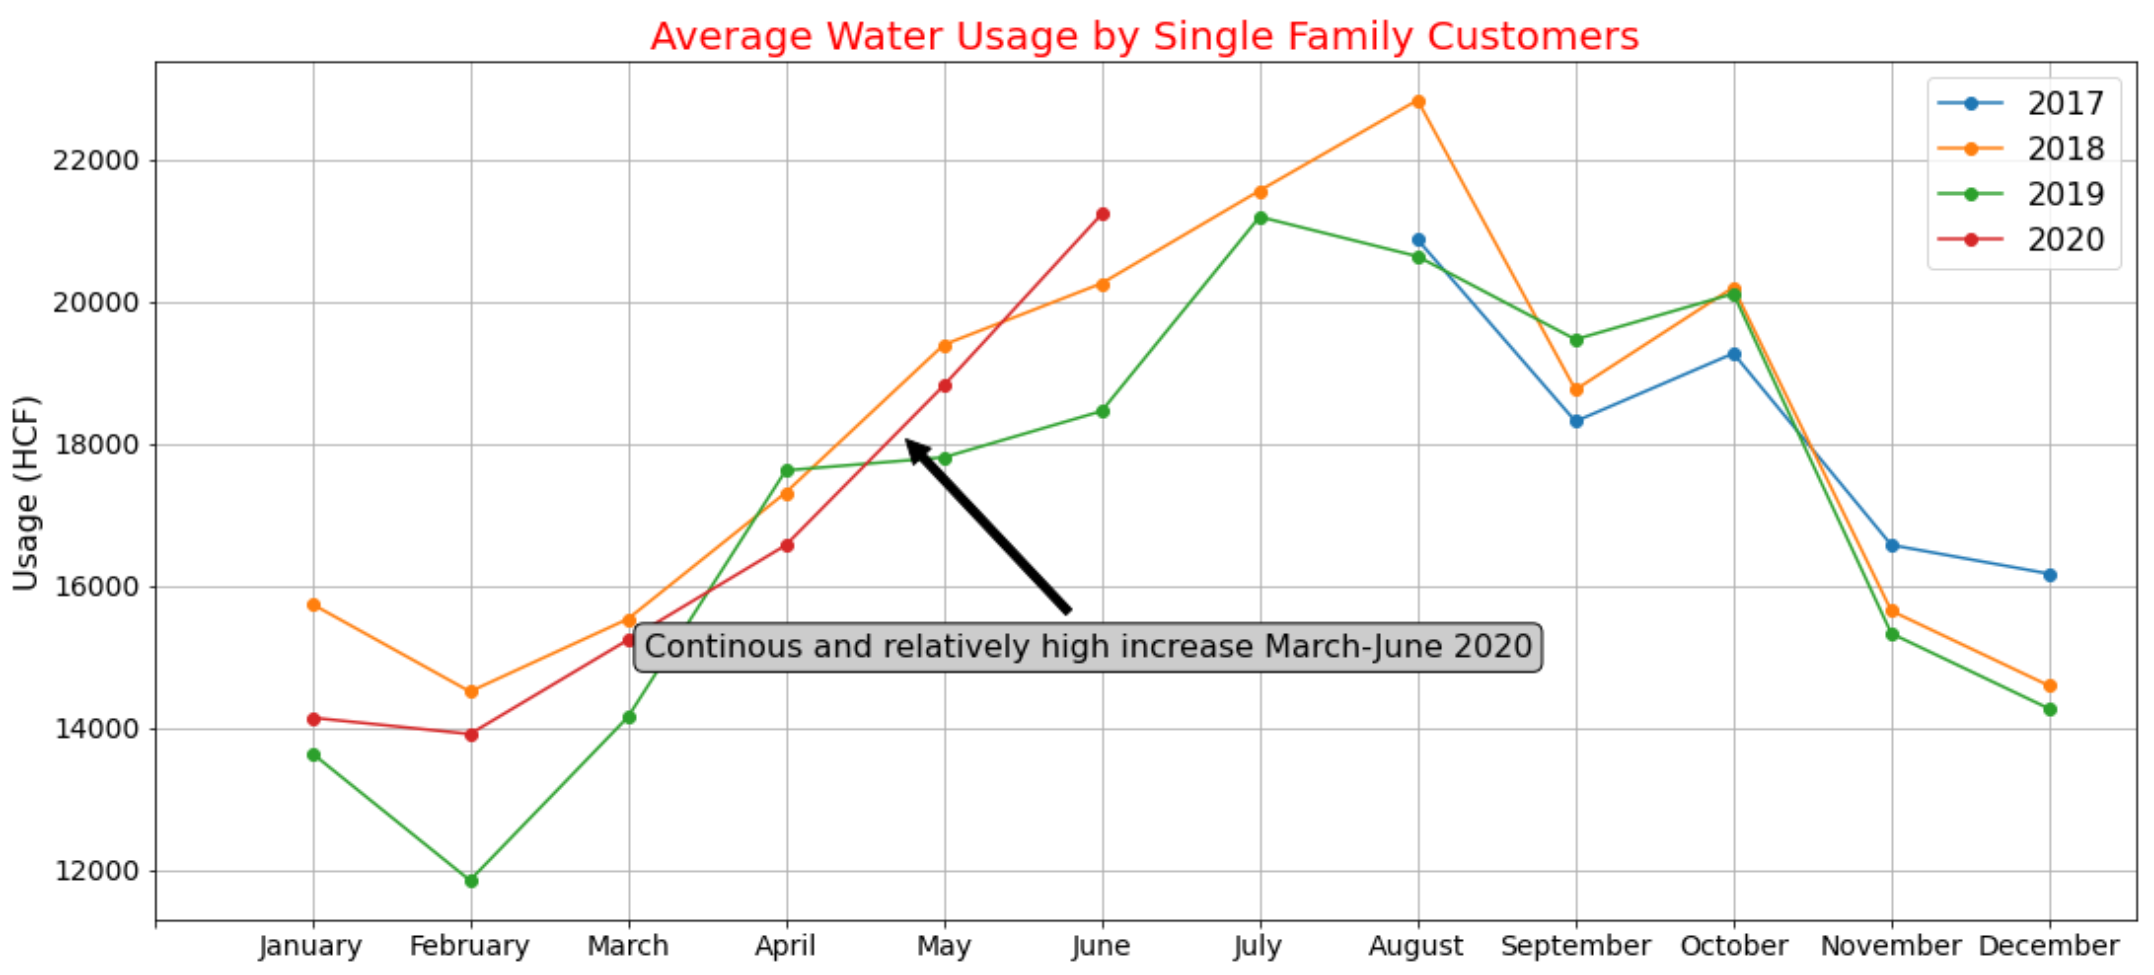 Average Water Usage by Single Family Customers
2017
2018
2019
2020
22000
20000
18000
16000
14000
12000
Usage (HCF)
Continous and relatively high increase March-June 2020
January February March April May June July August September October November December